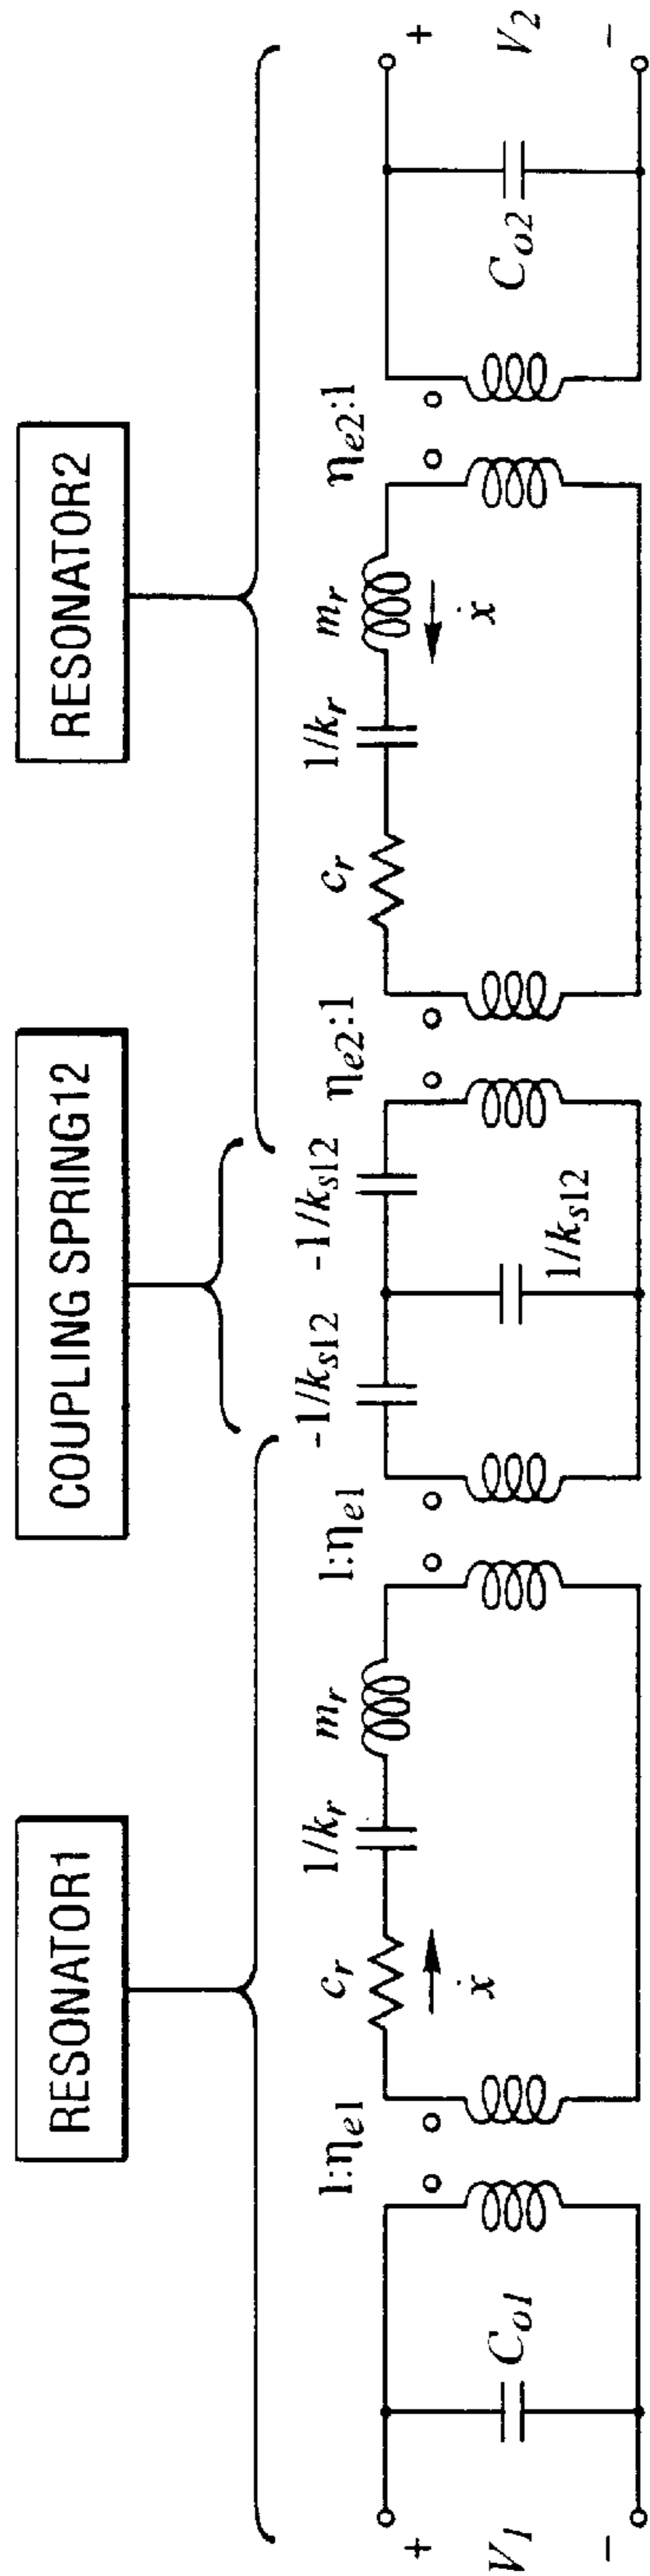 RESONATOR1
COUPLING SPRING12
RESONATOR2
1:ηe1
cr
1/kr
mr
1:ηe1
-1/ks12
-1/ks12
ηe2:1
cr
1/kr
mr
ηe2:1
+
V1
-
Co1
ẋ
1/ks12
ẋ
Co2
+
V2
-